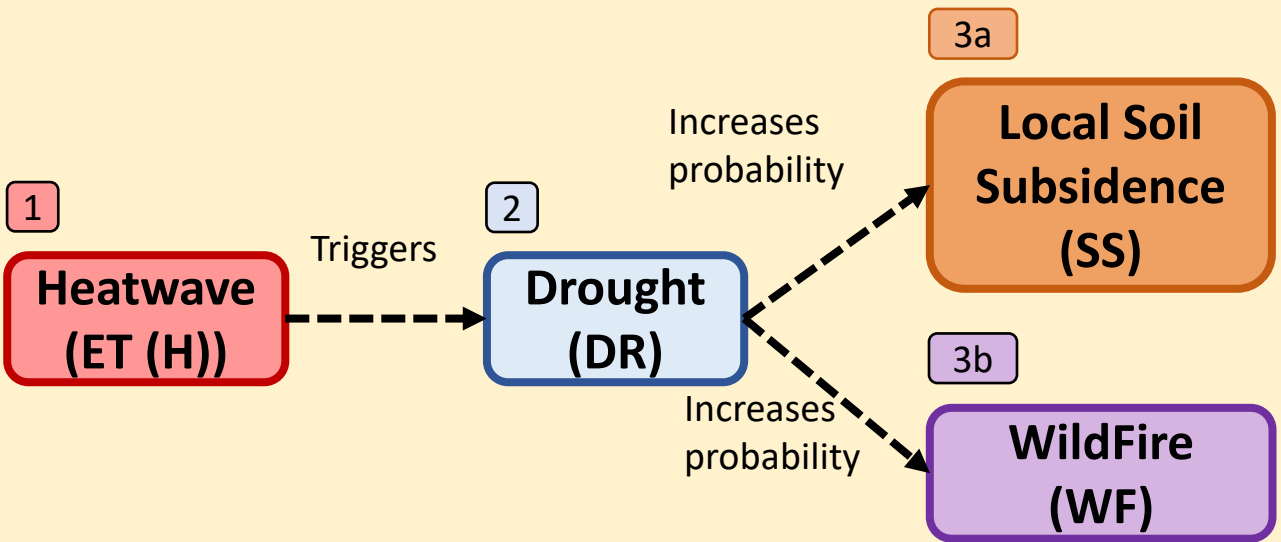 1
Heatwave
(ET (H))
Triggers
2
Drought
(DR)
Increases
probability
3a
Local Soil
Subsidence
(SS)
Increases
probability
3b
WildFire
(WF)